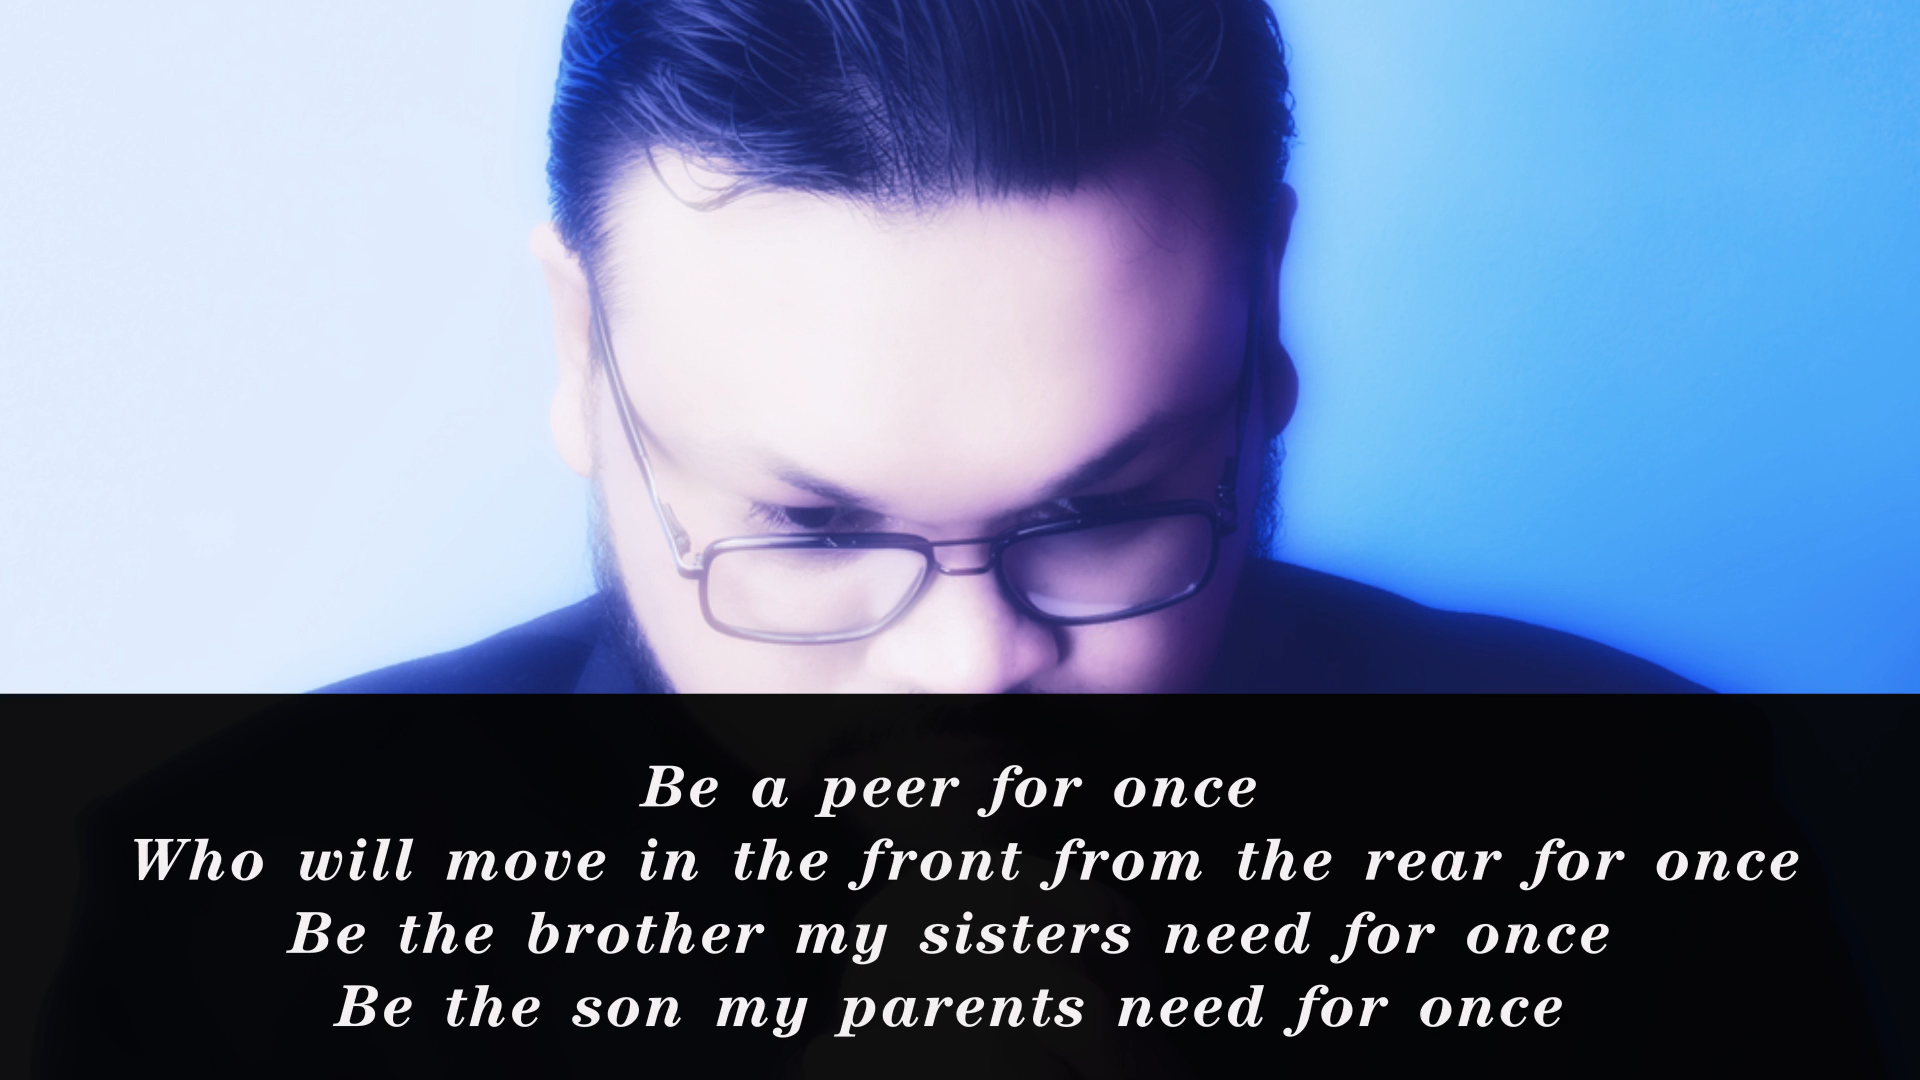 Be a peer for once
Who will move in the front from the rear for once
Be the brother my sisters need for once
Be the son my parents need for once